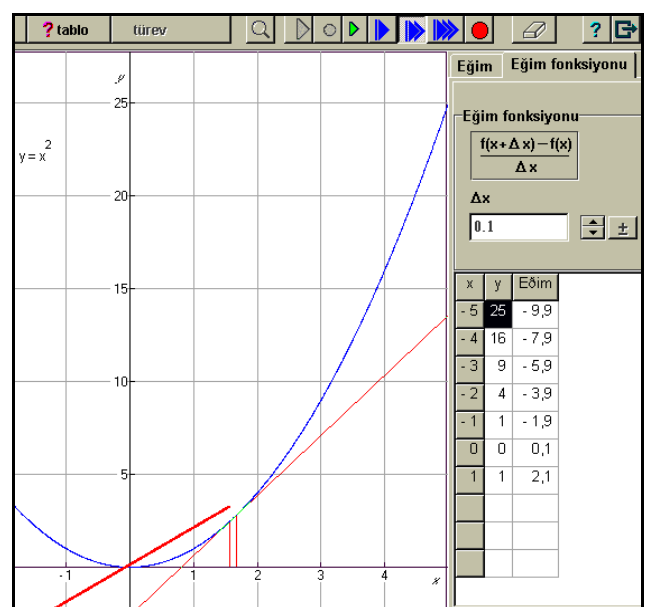 ? tablo türev ?
Eğim Eğim fonksiyonu
y
25
20
15
10
5
y = x²
-1 1 2 3 4 x
Eğim fonksiyonu
f(x+Δx)−f(x)
Δx
Δx
0.1 ±
x y Eðim
-5 25 -9,9
-4 16 -7,9
-3 9 -5,9
-2 4 -3,9
-1 1 -1,9
0 0 0,1
1 1 2,1